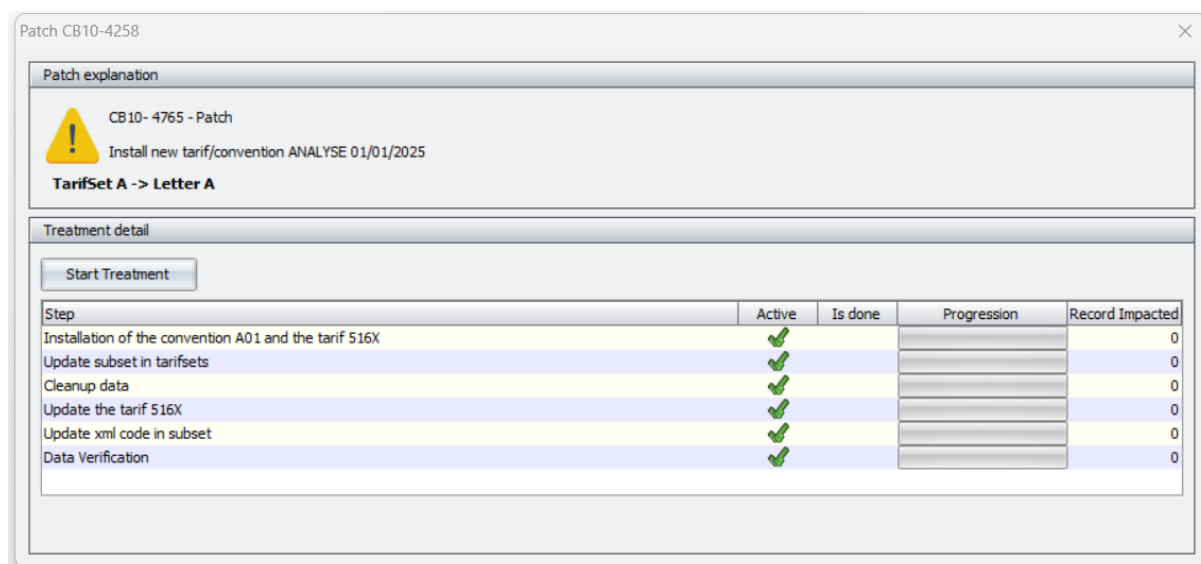 Patch CB10-4258
Patch explanation
CB10- 4765 - Patch
Install new tarif/convention ANALYSE 01/01/2025
TarifSet A -> Letter A
Treatment detail
Start Treatment
Step Active Is done Progression Record Impacted
Installation of the convention A01 and the tarif 516X 0
Update subset in tarifsets 0
Cleanup data 0
Update the tarif 516X 0
Update xml code in subset 0
Data Verification 0